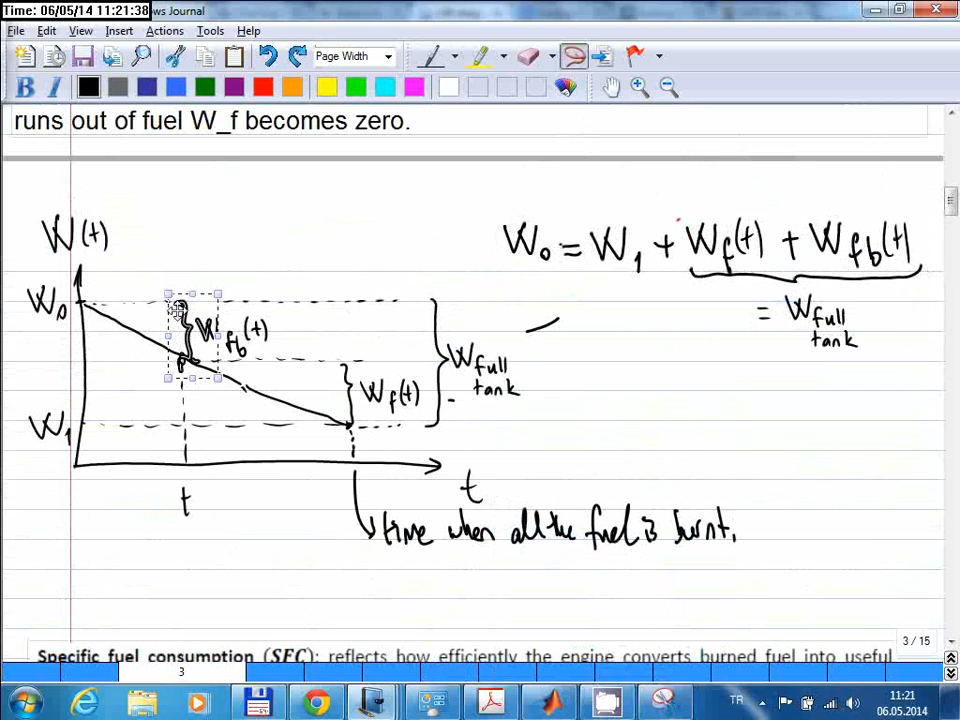 Time: 06/05/14 11:21:38
ws Journal
File Edit View Insert Actions Tools Help
Page Width
B I
runs out of fuel W_f becomes zero.
W(t)
W₀ = W₁ + W_f(t) + W_fb(t)
= W full tank
W₀
W_fb(t)
W full tank
W_f(t)
W₁
t
t
time when all the fuel is burnt.
3 / 15
Specific fuel consumption (SFC): reflects how efficiently the engine converts burned fuel into useful
3
TR
11:21
06.05.2014